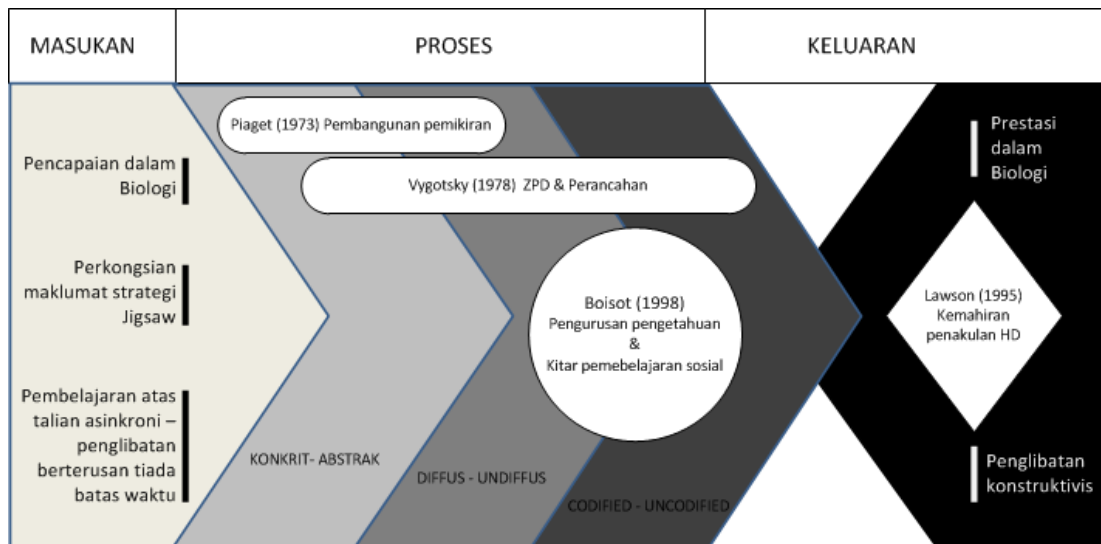 MASUKAN
PROSES
KELUARAN
Pencapaian dalam
Biologi
Perkongsian
maklumat strategi
Jigsaw
Pembelajaran atas
talian asinkroni –
penglibatan
berterusan tiada
batas waktu
Piaget (1973) Pembangunan pemikiran
Vygotsky (1978) ZPD & Perancahan
Boisot (1998)
Pengurusan pengetahuan
&
Kitar pemebelajaran sosial
KONKRIT- ABSTRAK
DIFFUS - UNDIFFUS
CODIFIED - UNCODIFIED
Prestasi
dalam
Biologi
Lawson (1995)
Kemahiran
penakulan HD
Penglibatan
konstruktivis